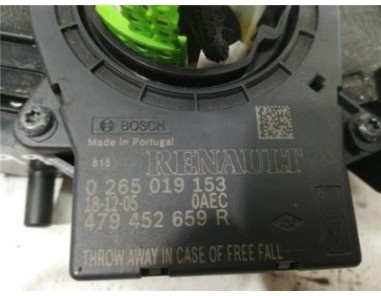 BOSCH
Made in Portugal
615 RENAULT
0 265 019 153
18-12-05 0AEC
479 452 659 R
THROW AWAY IN CASE OF FREE FALL